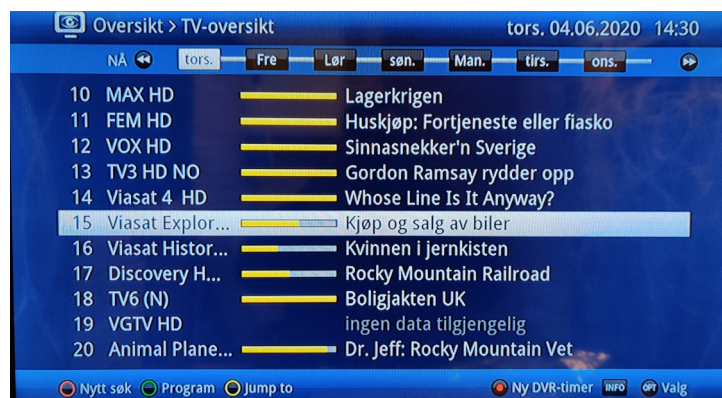 Oversikt > TV-oversikt tors. 04.06.2020 14:30
NÅ tors. Fre Lør søn. Man. tirs. ons.
10 MAX HD Lagerkrigen
11 FEM HD Huskjøp: Fortjeneste eller fiasko
12 VOX HD Sinnasnekker'n Sverige
13 TV3 HD NO Gordon Ramsay rydder opp
14 Viasat 4 HD Whose Line Is It Anyway?
15 Viasat Explor... Kjøp og salg av biler
16 Viasat Histor... Kvinnen i jernkisten
17 Discovery H... Rocky Mountain Railroad
18 TV6 (N) Boligjakten UK
19 VGTV HD ingen data tilgjengelig
20 Animal Plane... Dr. Jeff: Rocky Mountain Vet
Nytt søk Program Jump to Ny DVR-timer INFO OPT Valg